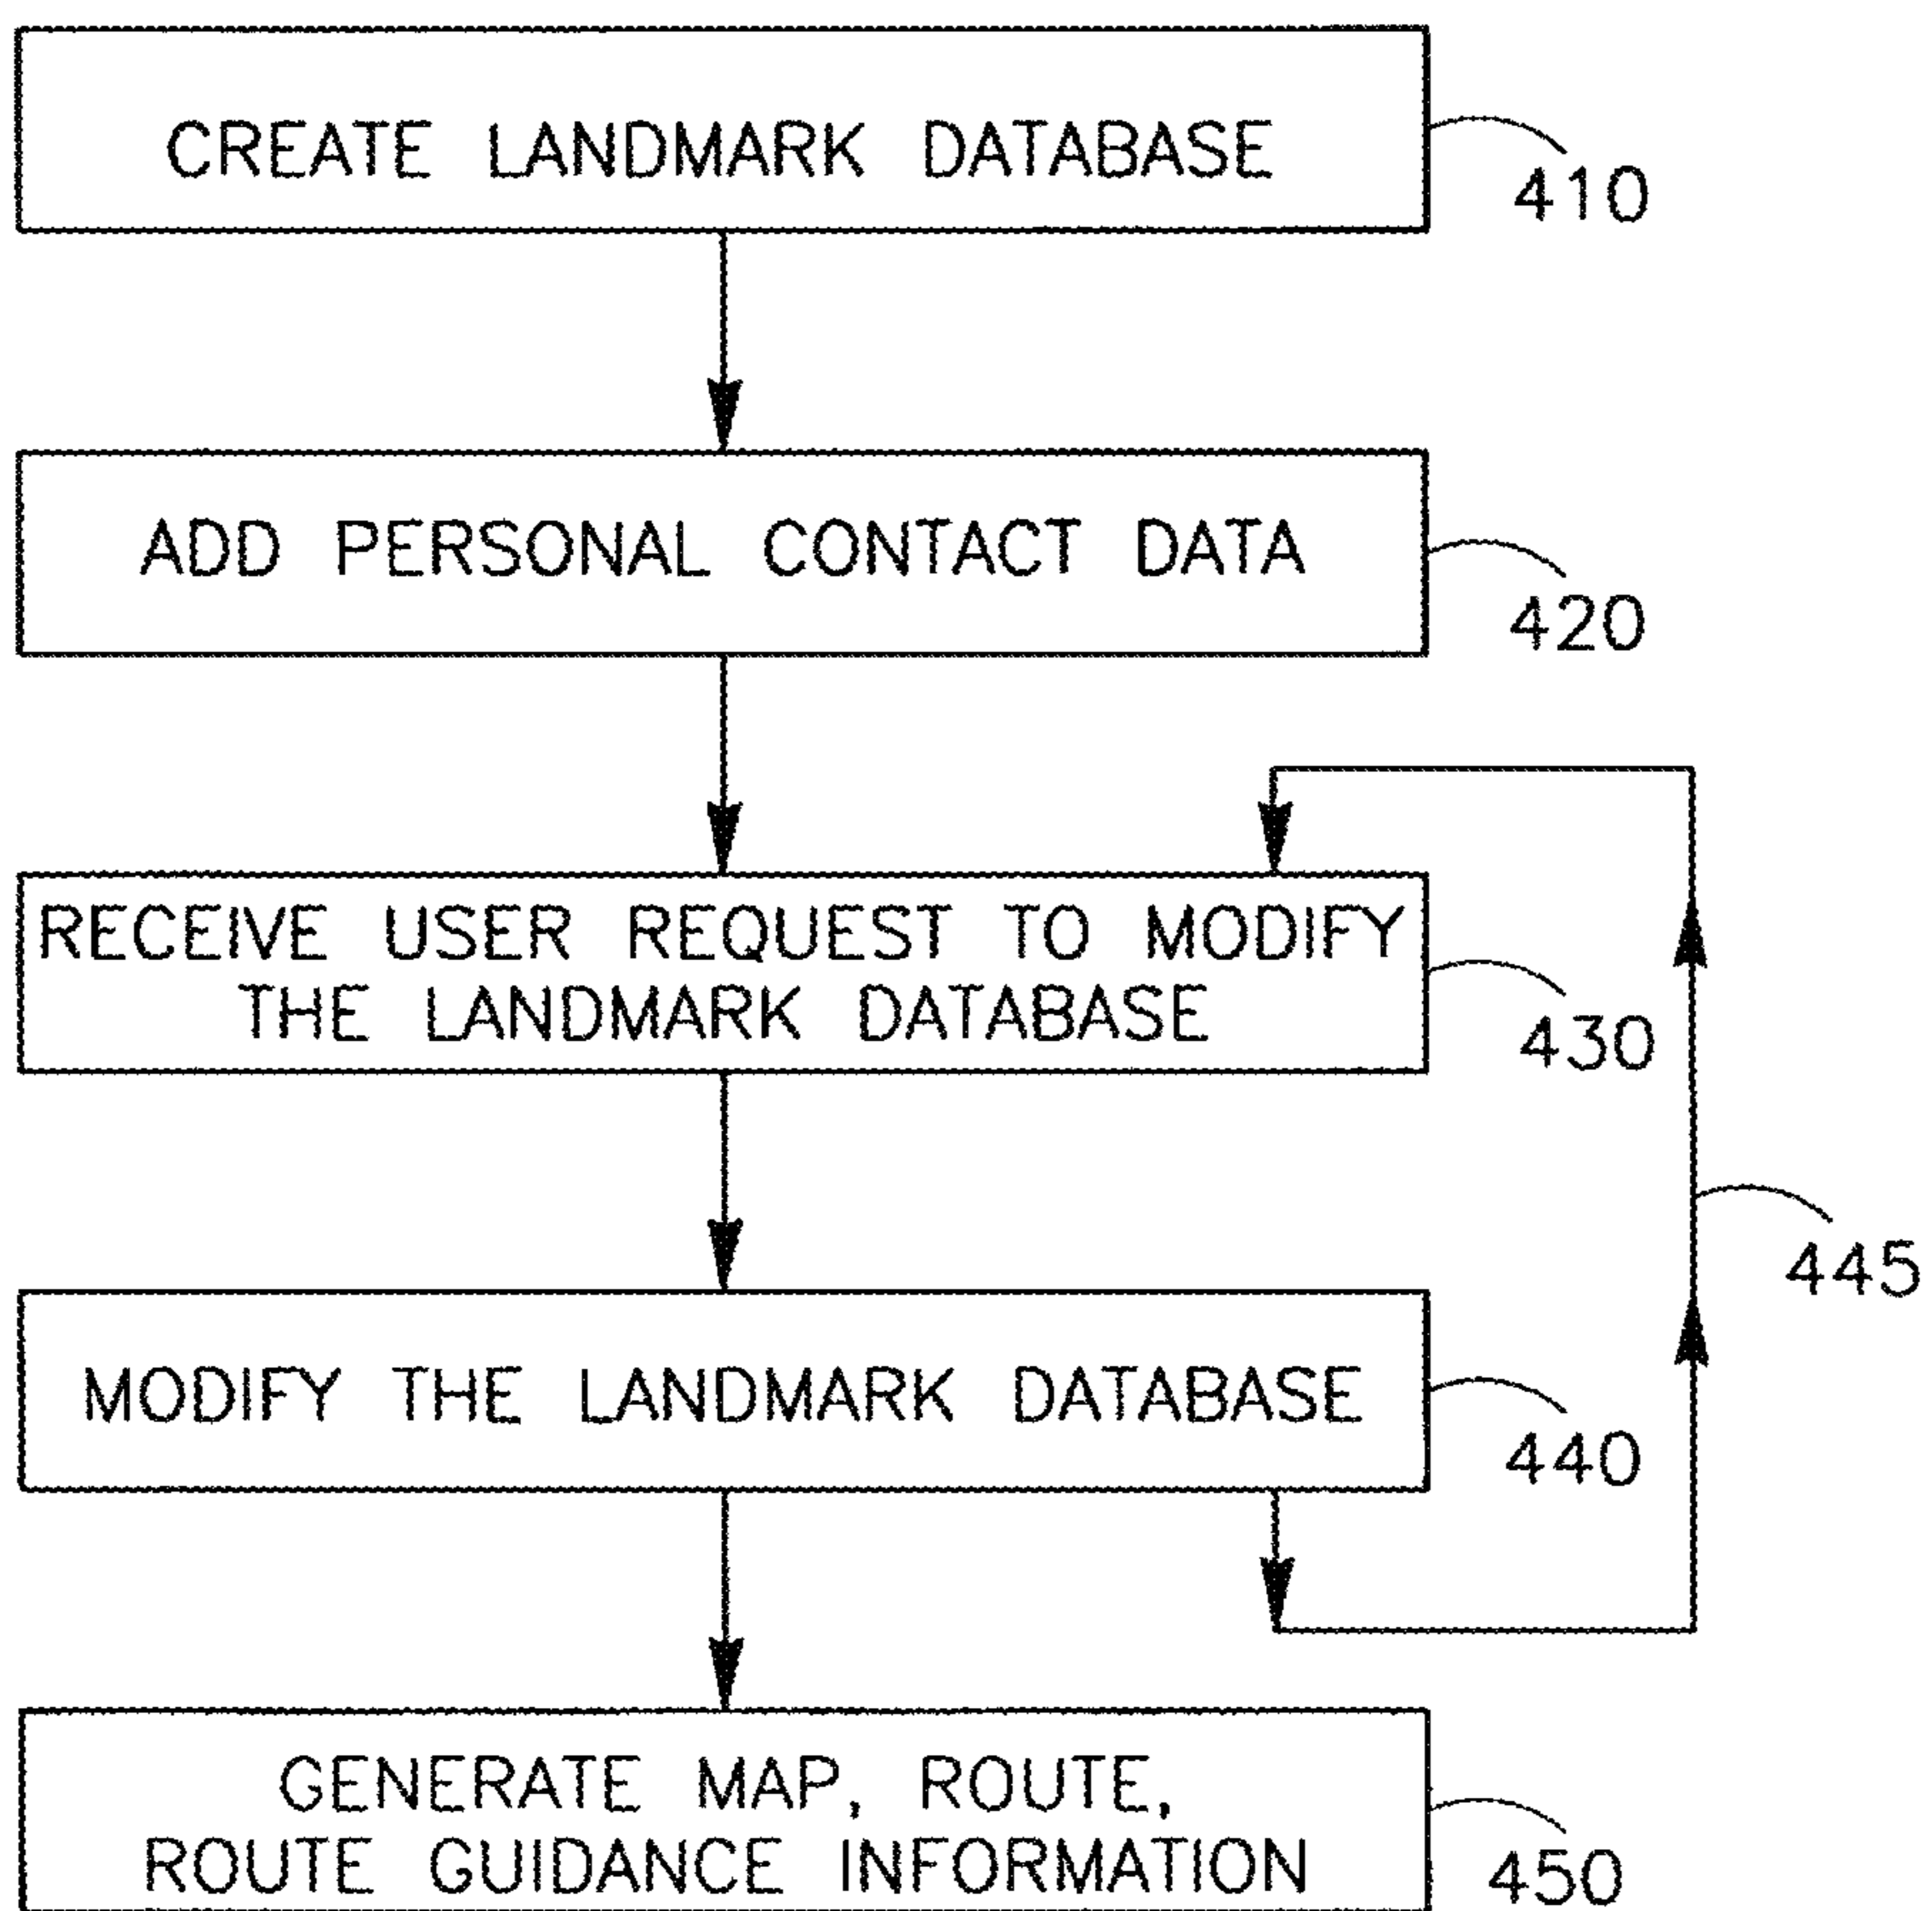 CREATE LANDMARK DATABASE
410
ADD PERSONAL CONTACT DATA
420
RECEIVE USER REQUEST TO MODIFY
THE LANDMARK DATABASE
430
445
MODIFY THE LANDMARK DATABASE
440
GENERATE MAP, ROUTE,
ROUTE GUIDANCE INFORMATION
450